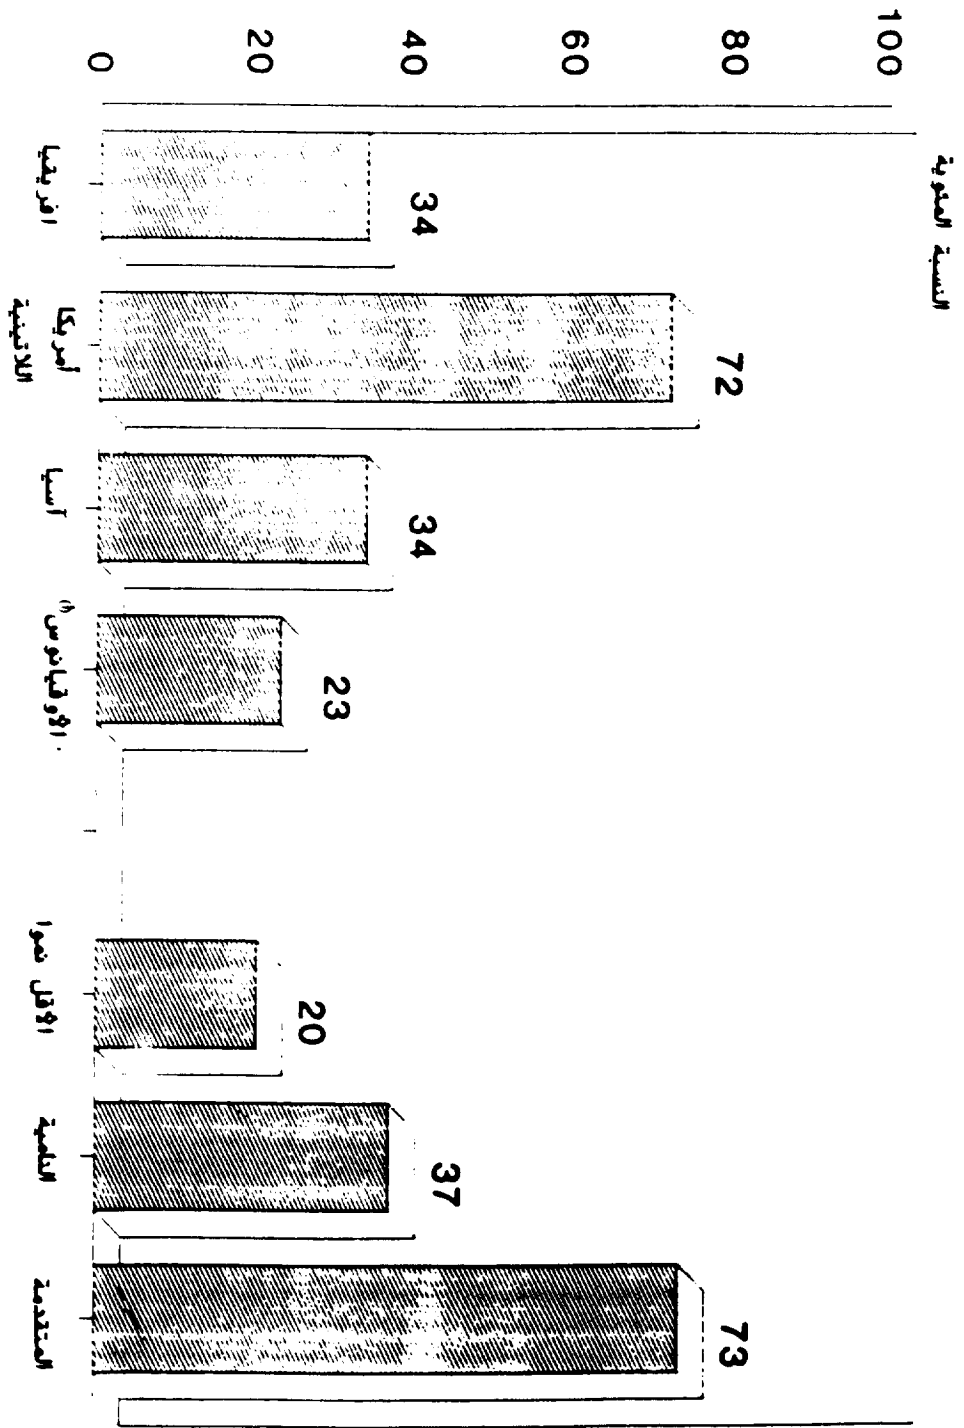 النسبة المئوية
100
80
60
40
20
0
34
72
34
23
20
37
73
افريقيا
أمريكا
اللاتينية
آسيا
الأوقيانوس
الأقل نموا
النامية
المتقدمة